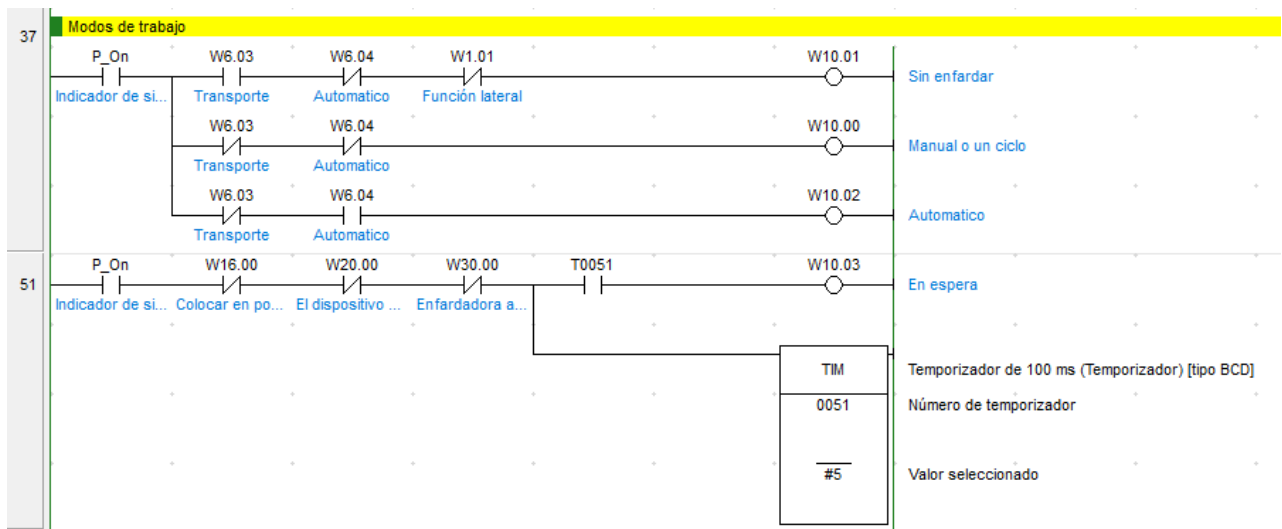 37
Modos de trabajo
P_On W6.03 W6.04 W1.01 W10.01
Sin enfardar
Indicador de si... Transporte Automatico Función lateral
W6.03 W6.04 W10.00
Manual o un ciclo
Transporte Automatico
W6.03 W6.04 W10.02
Automatico
Transporte Automatico
51
P_On W16.00 W20.00 W30.00 T0051 W10.03
En espera
Indicador de si... Colocar en po... El dispositivo ... Enfardadora a...
TIM Temporizador de 100 ms (Temporizador) [tipo BCD]
0051 Número de temporizador
#5 Valor seleccionado